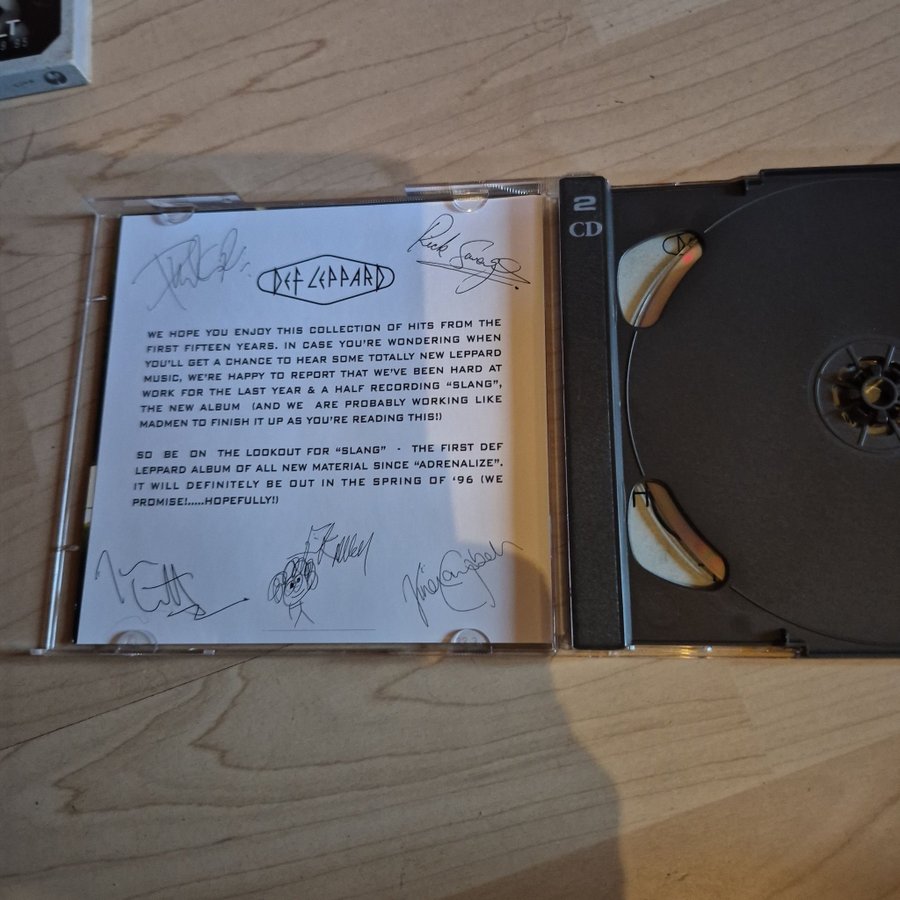 2
CD
Rick Savage
DEF LEPPARD
WE HOPE YOU ENJOY THIS COLLECTION OF HITS FROM THE
FIRST FIFTEEN YEARS. IN CASE YOU'RE WONDERING WHEN
YOU'LL GET A CHANCE TO HEAR SOME TOTALLY NEW LEPPARD
MUSIC, WE'RE HAPPY TO REPORT THAT WE'VE BEEN HARD AT
WORK FOR THE LAST YEAR & A HALF RECORDING "SLANG",
THE NEW ALBUM (AND WE ARE PROBABLY WORKING LIKE
MADMEN TO FINISH IT UP AS YOU'RE READING THIS!)
SO BE ON THE LOOKOUT FOR "SLANG" - THE FIRST DEF
LEPPARD ALBUM OF ALL NEW MATERIAL SINCE "ADRENALIZE".
IT WILL DEFINITELY BE OUT IN THE SPRING OF '96 (WE
PROMISE!.....HOPEFULLY!)
Vivian Campbell